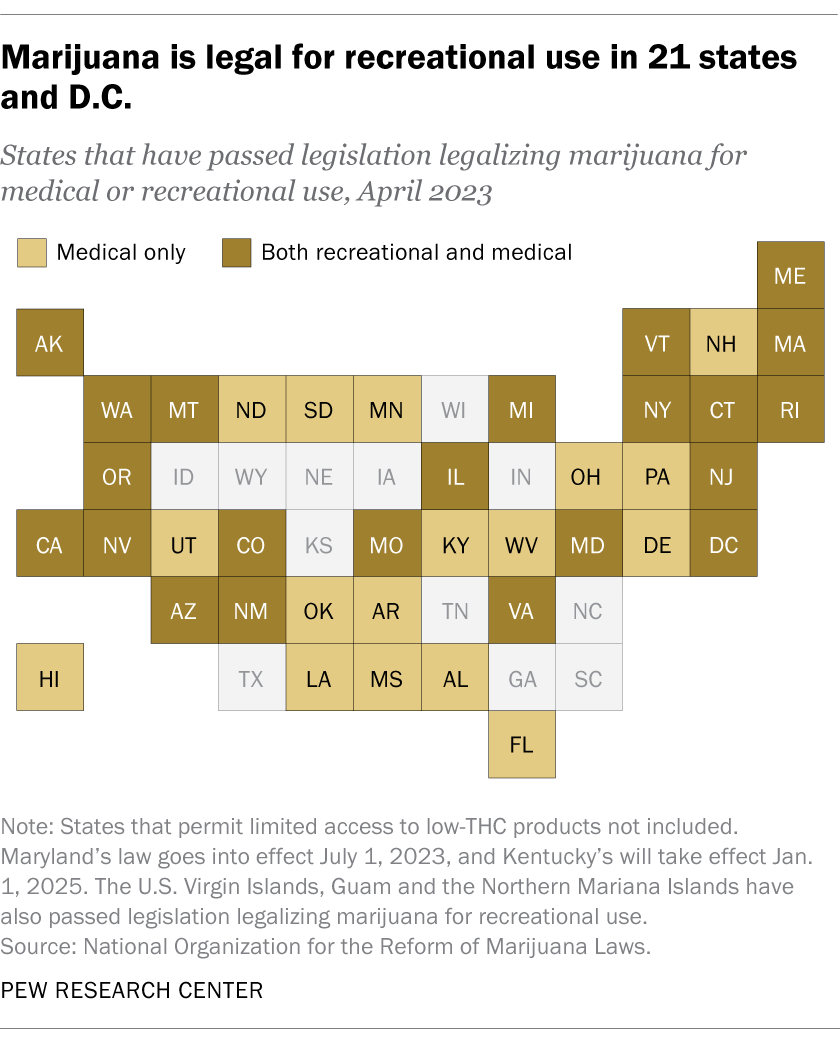 Marijuana is legal for recreational use in 21 states
and D.C.
States that have passed legislation legalizing marijuana for
medical or recreational use, April 2023
Medical only Both recreational and medical
ME
AK VT NH MA
WA MT ND SD MN WI MI NY CT RI
OR ID WY NE IA IL IN OH PA NJ
CA NV UT CO KS MO KY WV MD DE DC
AZ NM OK AR TN VA NC
HI TX LA MS AL GA SC
FL
Note: States that permit limited access to low-THC products not included.
Maryland’s law goes into effect July 1, 2023, and Kentucky’s will take effect Jan.
1, 2025. The U.S. Virgin Islands, Guam and the Northern Mariana Islands have
also passed legislation legalizing marijuana for recreational use.
Source: National Organization for the Reform of Marijuana Laws.
PEW RESEARCH CENTER